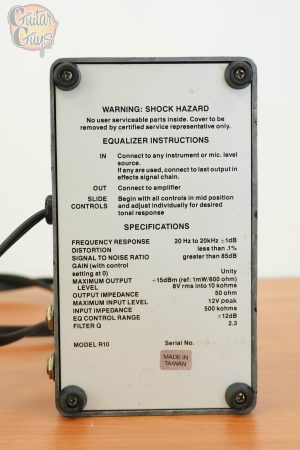 Guitar
Guys
WARNING: SHOCK HAZARD
No user serviceable parts inside. Cover to be
removed by certified service representative only.
EQUALIZER INSTRUCTIONS
IN Connect to any instrument or mic. level
source.
If any are used, connect to last output in
effects signal chain.
OUT Connect to amplifier
SLIDE Begin with all controls in mid position
CONTROLS and adjust individually for desired
tonal response
SPECIFICATIONS
FREQUENCY RESPONSE 20 Hz to 20kHz ±1dB
DISTORTION less than .1%
SIGNAL TO NOISE RATIO greater than 85dB
GAIN (with control
setting at 0) Unity
MAXIMUM OUTPUT +15dBm (ref: 1mW/600 ohm)
LEVEL 8V rms into 10 kohms
OUTPUT IMPEDANCE 50 ohm
MAXIMUM INPUT LEVEL 12V peak
INPUT IMPEDANCE 500 kohms
EQ CONTROL RANGE ±12dB
FILTER Q 2.3
MODEL R10 Serial No.
MADE IN
TAIWAN